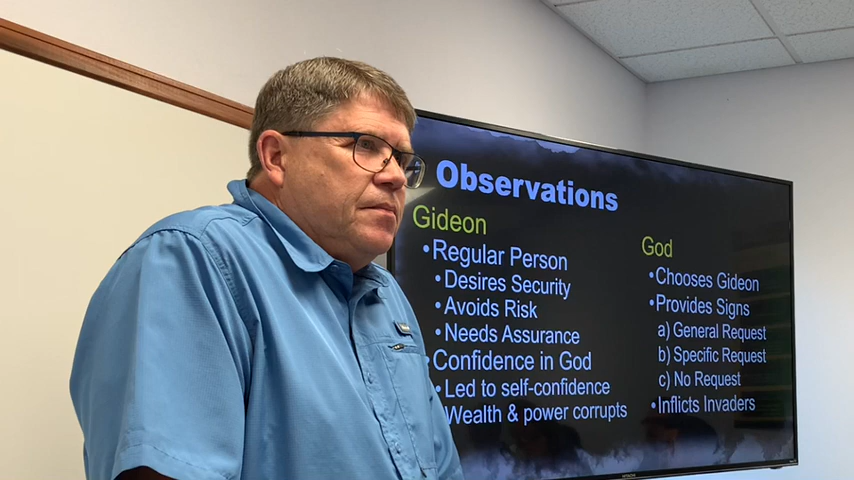 Observations
Gideon
•Regular Person
•Desires Security
•Avoids Risk
•Needs Assurance
•Confidence in God
•Led to self-confidence
Wealth & power corrupts
God
•Chooses Gideon
•Provides Signs
a) General Request
b) Specific Request
c) No Request
•Inflicts Invaders
HITACHI